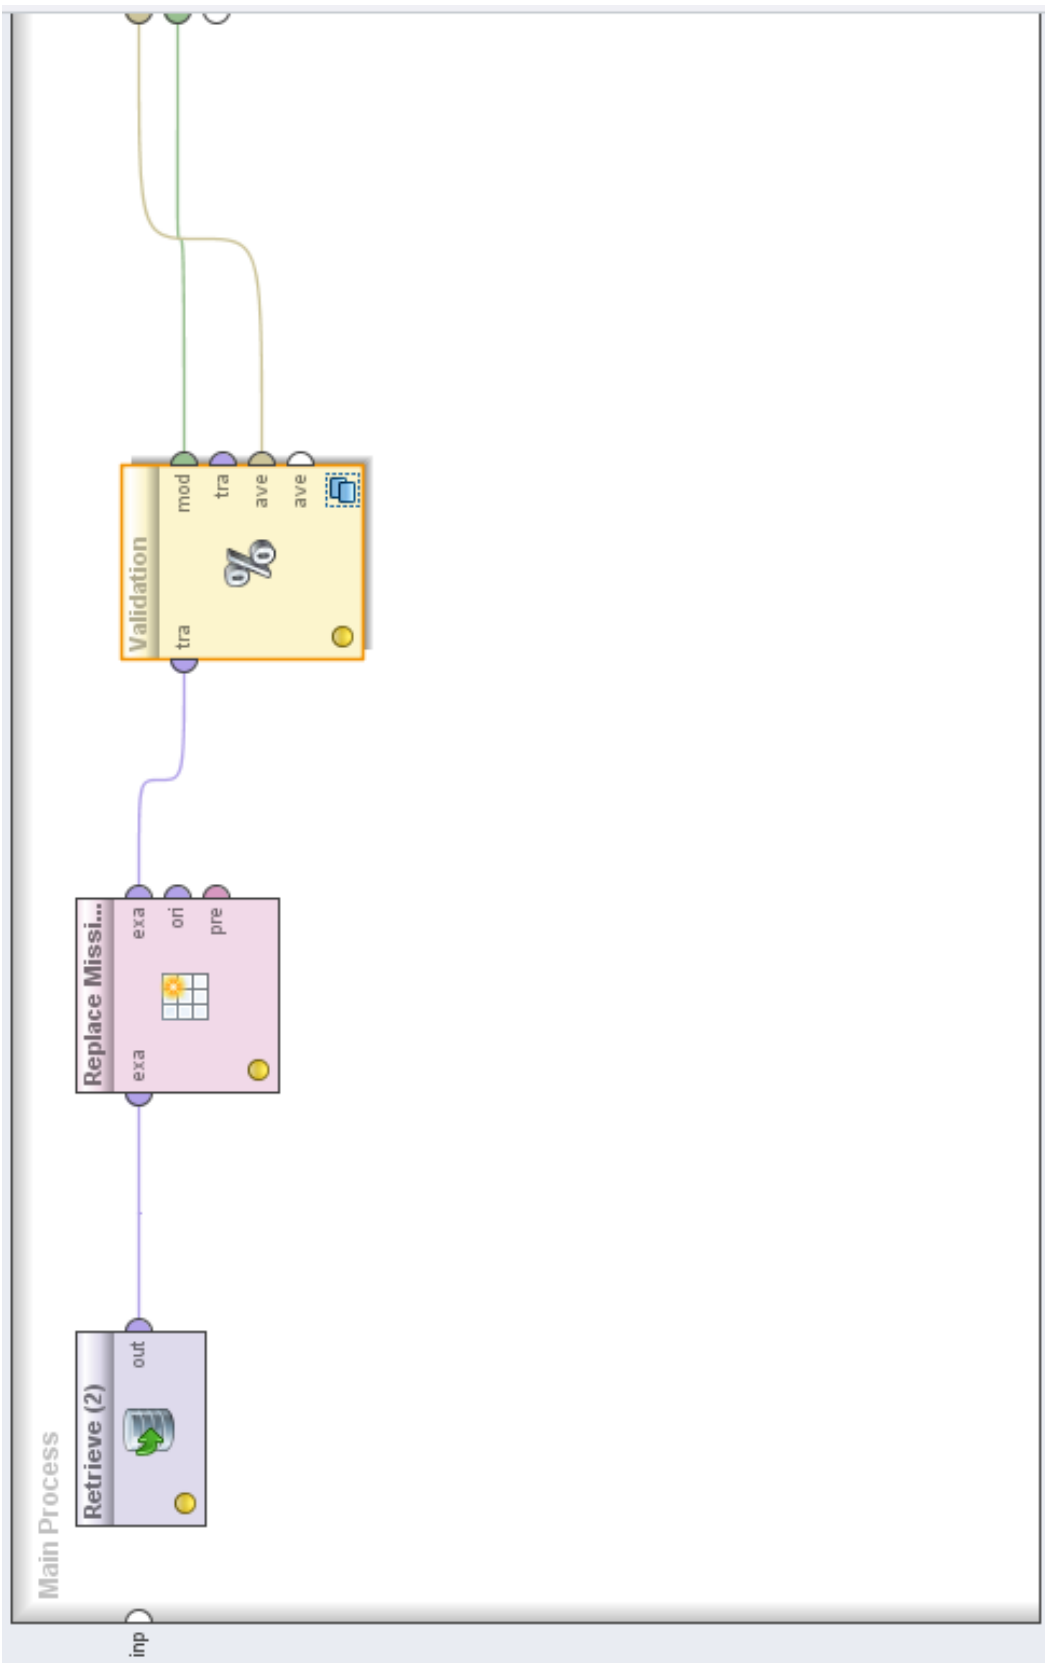 Main Process
inp
Retrieve (2)
out
Replace Missi...
exa
exa
ori
pre
Validation
tra
mod
tra
ave
ave